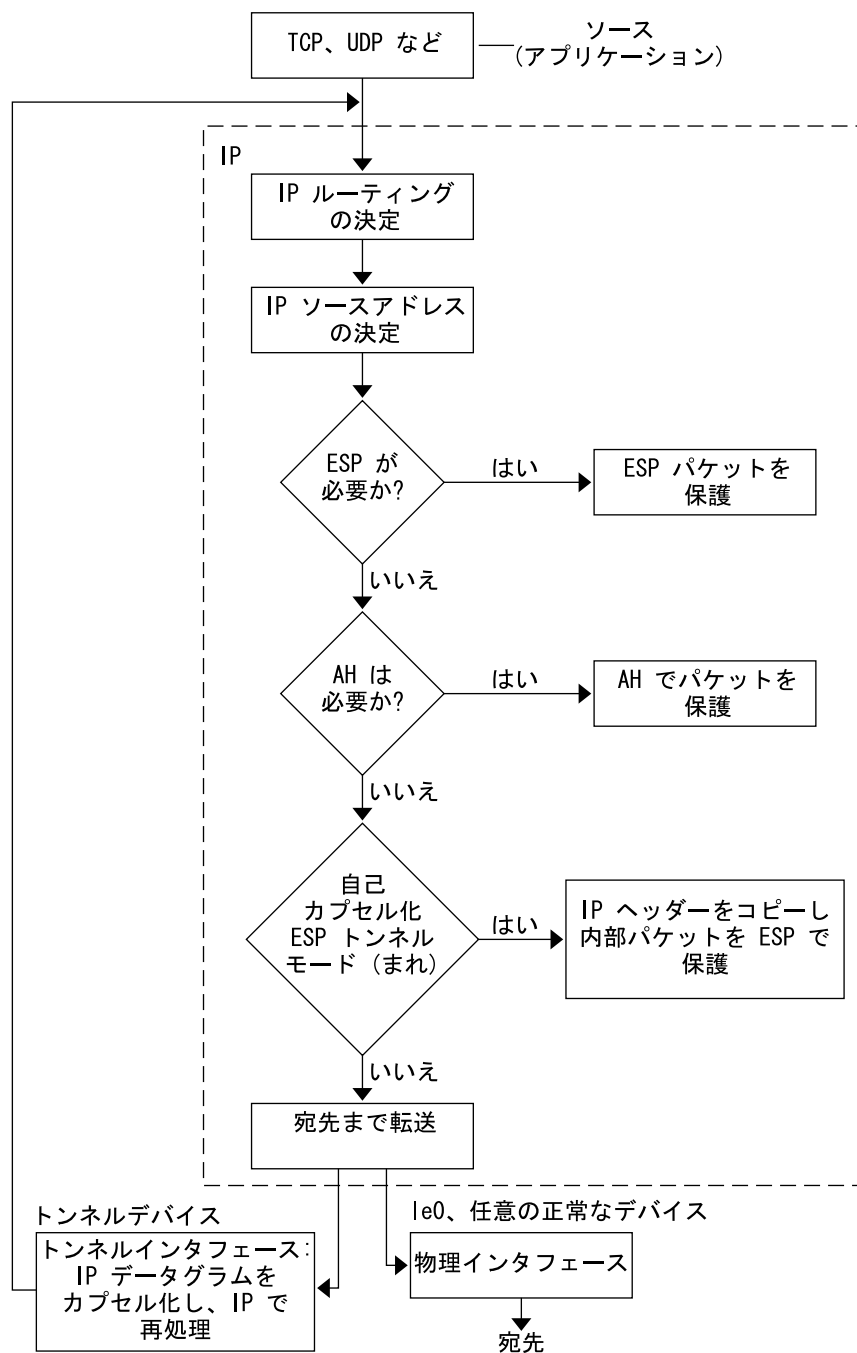 TCP、UDP など
ソース
(アプリケーション)
IP
IP ルーティング
の決定
IP ソースアドレス
の決定
ESP が
必要か?
はい
ESP パケットを
保護
いいえ
AH は
必要か?
はい
AH でパケットを
保護
いいえ
自己
カプセル化
ESP トンネル
モード (まれ)
はい
IP ヘッダーをコピーし
内部パケットを ESP で
保護
いいえ
宛先まで転送
トンネルデバイス
トンネルインタフェース:
IP データグラムを
カプセル化し、IP で
再処理
le0、任意の正常なデバイス
物理インタフェース
宛先